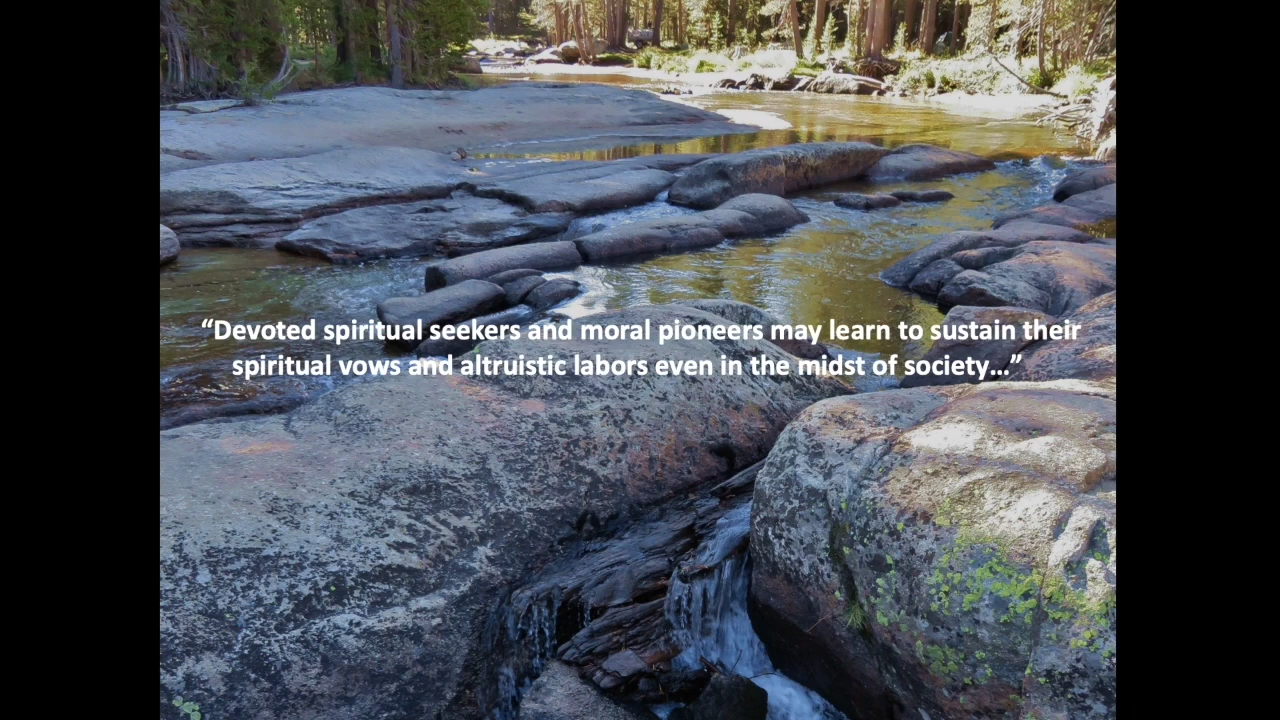 “Devoted spiritual seekers and moral pioneers may learn to sustain their
spiritual vows and altruistic labors even in the midst of society…”